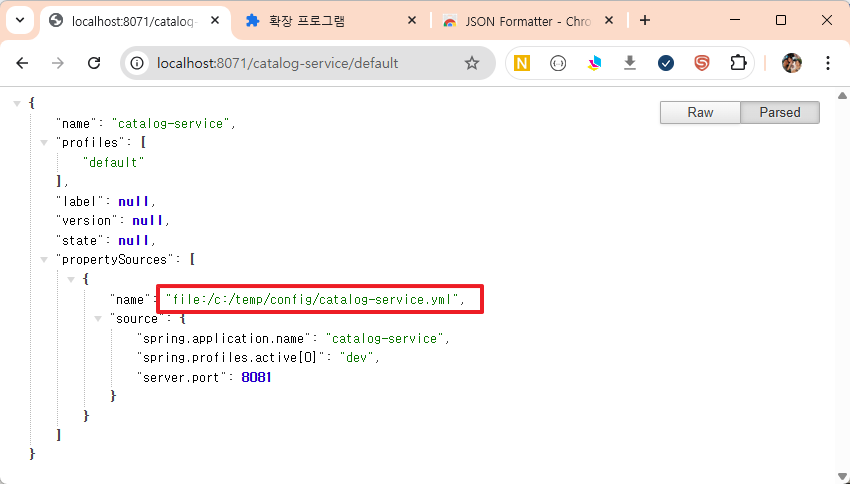 localhost:8071/catalog-
확장 프로그램
JSON Formatter - Chro
localhost:8071/catalog-service/default
N
Raw
Parsed
{
"name": "catalog-service",
"profiles": [
"default"
],
"label": null,
"version": null,
"state": null,
"propertySources": [
{
"name": "file:/c:/temp/config/catalog-service.yml",
"source": {
"spring.application.name": "catalog-service",
"spring.profiles.active[0]": "dev",
"server.port": 8081
}
}
]
}